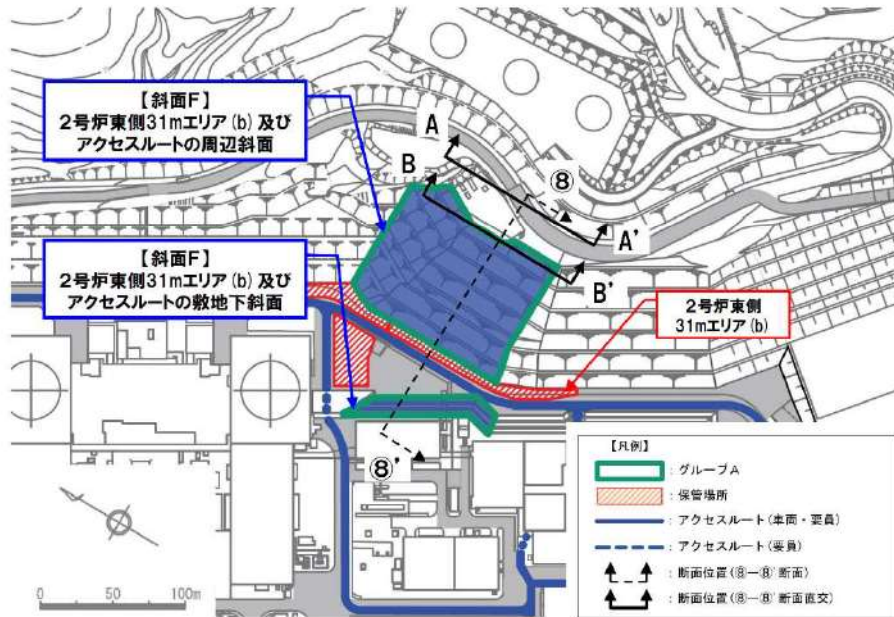 【斜面F】
2号炉東側31mエリア(b)及び
アクセスルートの周辺斜面
A
B
⑧
A'
B'
【斜面F】
2号炉東側31mエリア(b)及び
アクセスルートの敷地下斜面
2号炉東側
31mエリア(b)
⑧'
【凡例】
：グループA
：保管場所
：アクセスルート(車両・要員)
：アクセスルート(要員)
：断面位置(⑧―⑧'断面)
：断面位置(⑧―⑧'断面直交)
0 50 100m